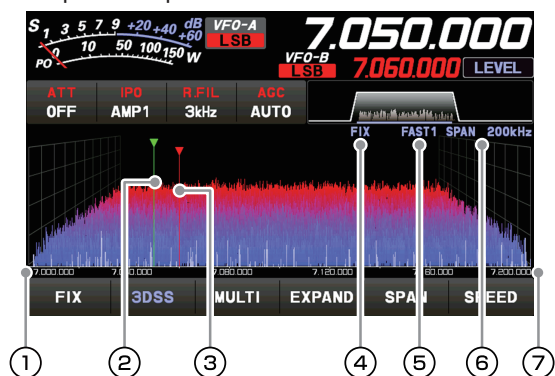 S 1 3 5 7 9 +20 +40 +60 dB
PO 0 10 50 100 150 W
VFO-A
LSB
7.050.000
VFO-B
LSB
7.060.000
LEVEL
ATT IPO R.FIL AGC
OFF AMP1 3kHz AUTO
FIX FAST1 SPAN 200kHz
7.000.000 7.080.000 7.120.000 7.200.000
FIX 3DSS MULTI EXPAND SPAN SPEED
① ② ③ ④ ⑤ ⑥ ⑦